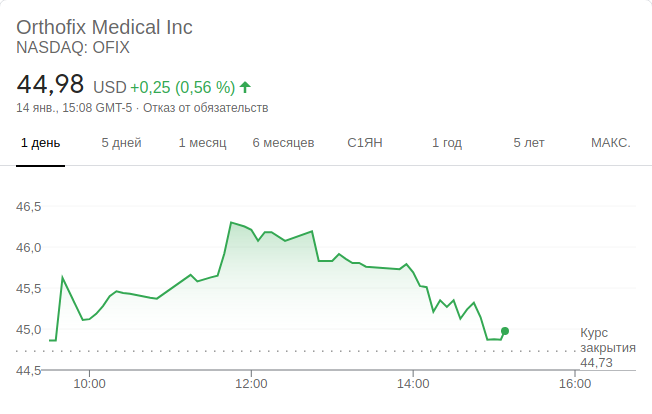 Orthofix Medical Inc
NASDAQ: OFIX
44,98 USD +0,25 (0,56 %)
14 янв., 15:08 GMT-5 · Отказ от обязательств
1 день 5 дней 1 месяц 6 месяцев С1ЯН 1 год 5 лет МАКС.
46,5
46,0
45,5
45,0
Курс
закрытия
44,73
44,5
10:00 12:00 14:00 16:00